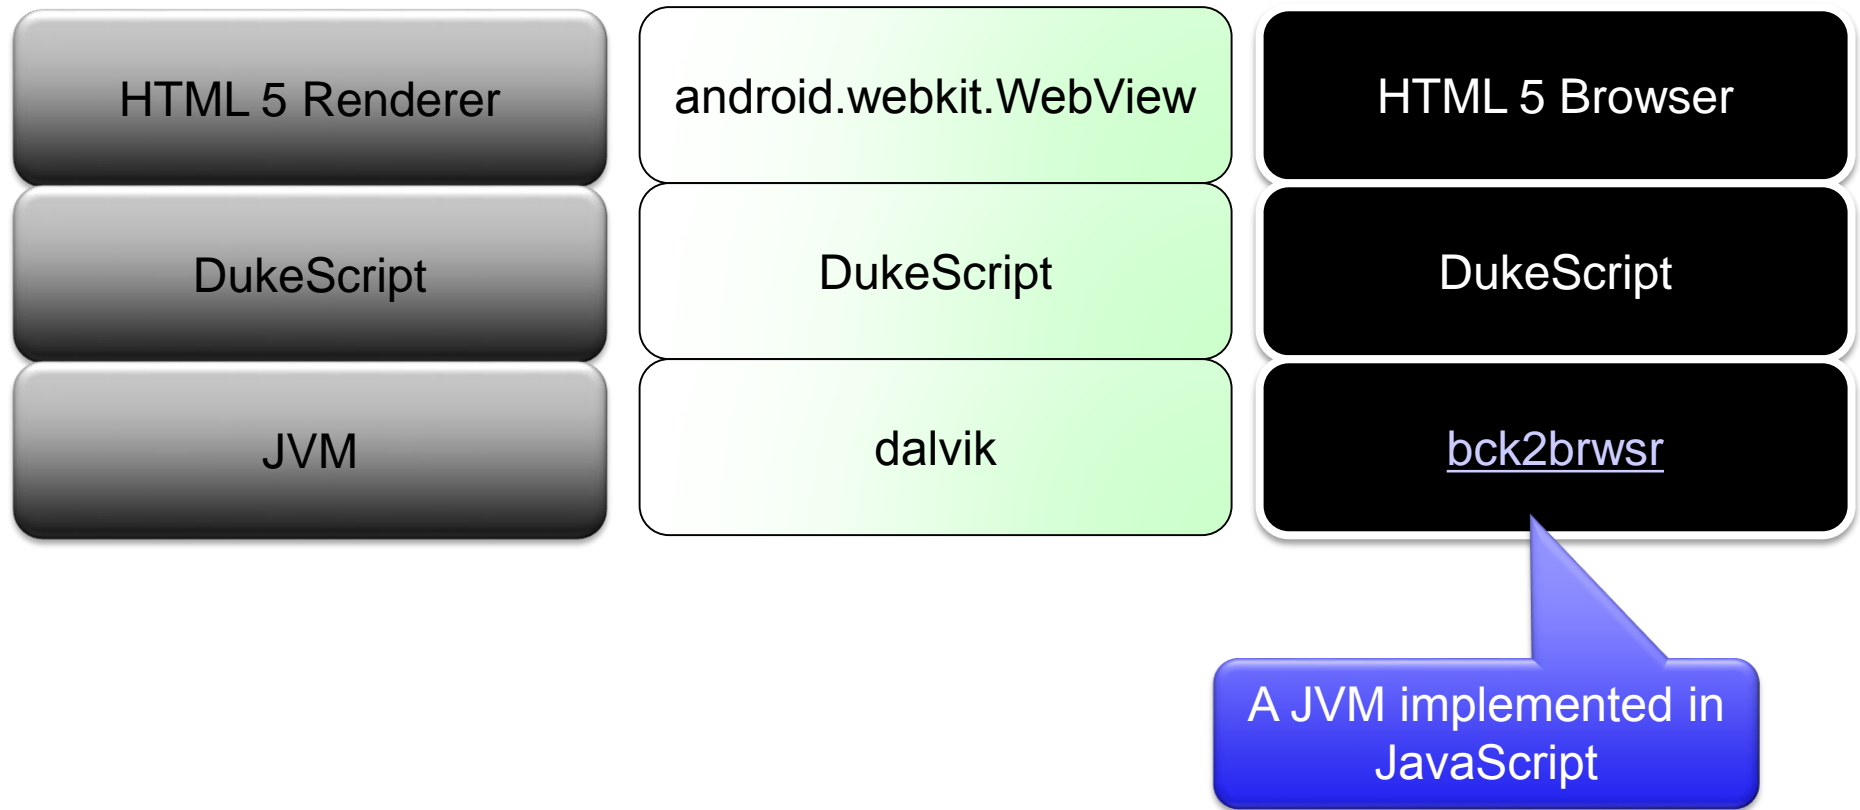 HTML 5 Renderer
android.webkit.WebView
HTML 5 Browser
DukeScript
DukeScript
DukeScript
JVM
dalvik
bck2brwsr
A JVM implemented in
JavaScript